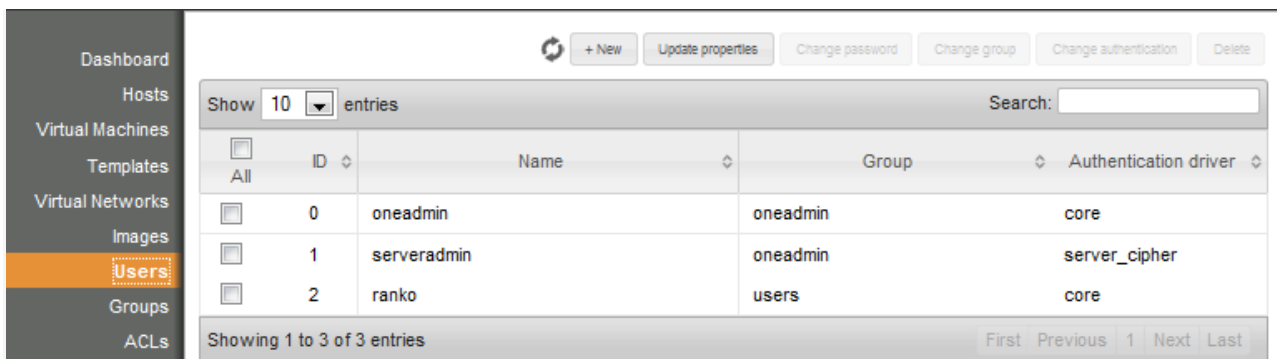 Dashboard
Hosts
Virtual Machines
Templates
Virtual Networks
Images
Users
Groups
ACLs
+ New Update properties Change password Change group Change authentication Delete
Show 10 entries Search:
All ID Name Group Authentication driver
0 oneadmin oneadmin core
1 serveradmin oneadmin server_cipher
2 ranko users core
Showing 1 to 3 of 3 entries First Previous 1 Next Last